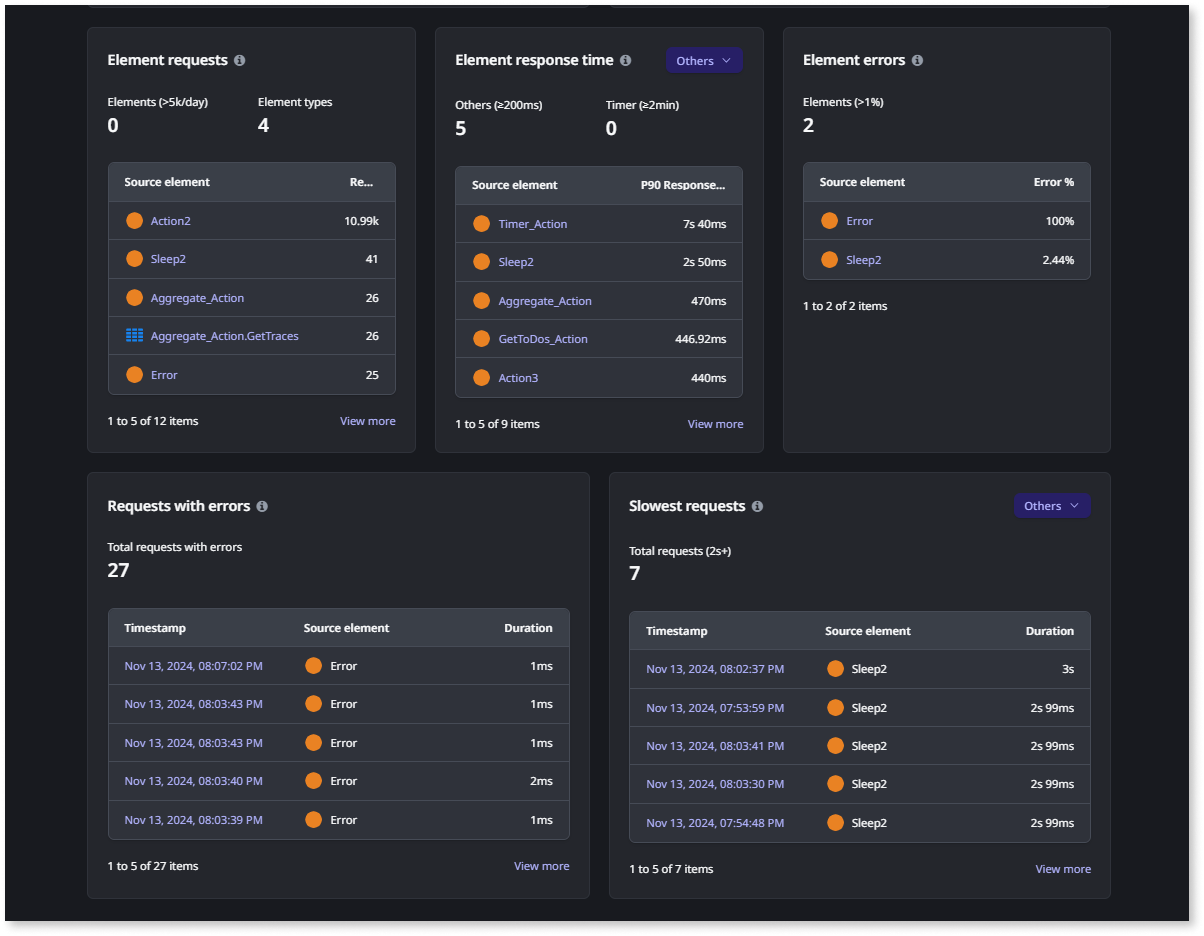 Element requests
Elements (>5k/day) Element types
0 4
Source element Re...
Action2 10.99k
Sleep2 41
Aggregate_Action 26
Aggregate_Action.GetTraces 26
Error 25
1 to 5 of 12 items View more
Element response time Others
Others (≥200ms) Timer (≥2min)
5 0
Source element P90 Response...
Timer_Action 7s 40ms
Sleep2 2s 50ms
Aggregate_Action 470ms
GetToDos_Action 446.92ms
Action3 440ms
1 to 5 of 9 items View more
Element errors
Elements (>1%)
2
Source element Error %
Error 100%
Sleep2 2.44%
1 to 2 of 2 items
Requests with errors
Total requests with errors
27
Timestamp Source element Duration
Nov 13, 2024, 08:07:02 PM Error 1ms
Nov 13, 2024, 08:03:43 PM Error 1ms
Nov 13, 2024, 08:03:43 PM Error 1ms
Nov 13, 2024, 08:03:40 PM Error 2ms
Nov 13, 2024, 08:03:39 PM Error 1ms
1 to 5 of 27 items View more
Slowest requests Others
Total requests (2s+)
7
Timestamp Source element Duration
Nov 13, 2024, 08:02:37 PM Sleep2 3s
Nov 13, 2024, 07:53:59 PM Sleep2 2s 99ms
Nov 13, 2024, 08:03:41 PM Sleep2 2s 99ms
Nov 13, 2024, 08:03:30 PM Sleep2 2s 99ms
Nov 13, 2024, 07:54:48 PM Sleep2 2s 99ms
1 to 5 of 7 items View more